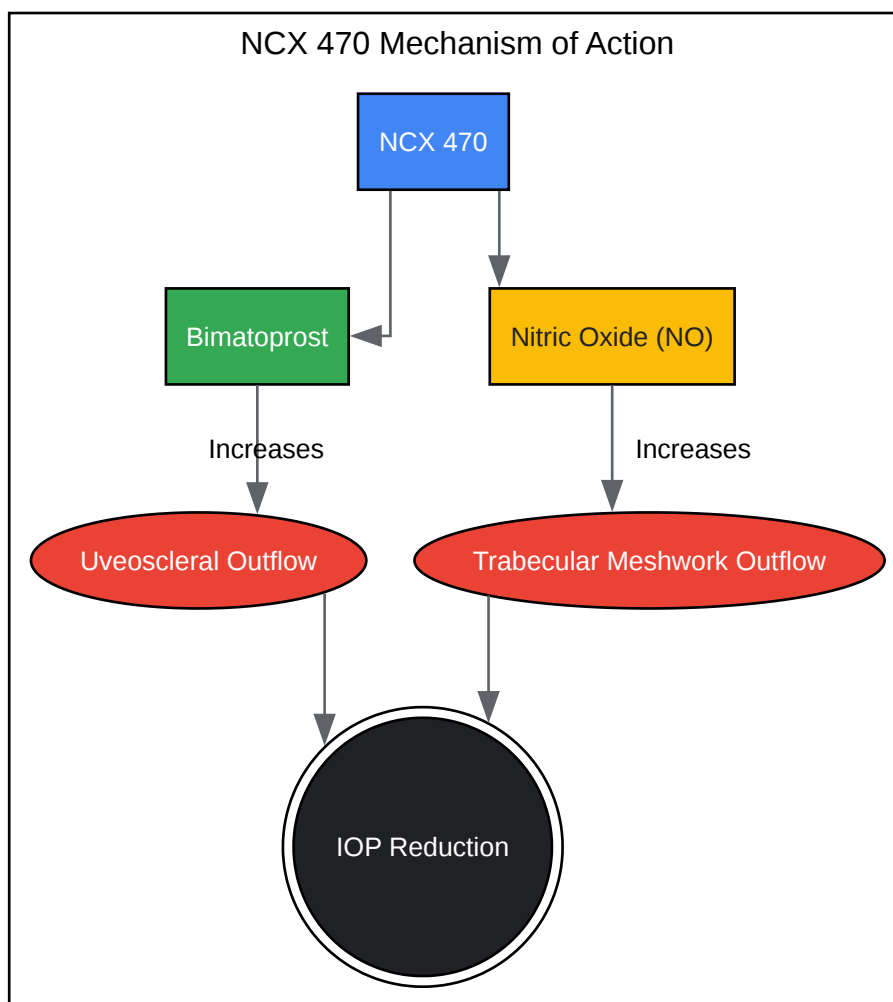 NCX 470 Mechanism of Action
NCX 470
Bimatoprost
Nitric Oxide (NO)
Increases
Increases
Uveoscleral Outflow
Trabecular Meshwork Outflow
IOP Reduction